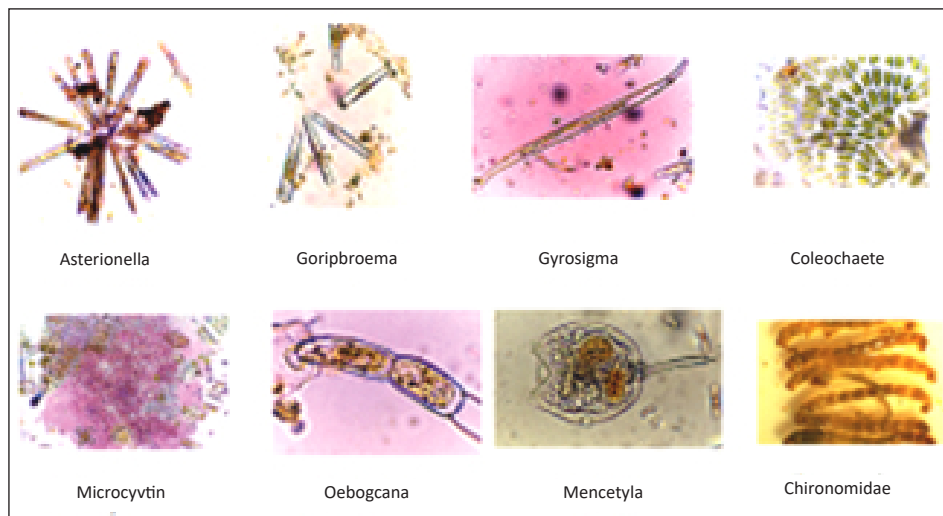 Asterionella Goripbroema Gyrosigma Coleochaete
Microcyvtin Oebogcana Mencetyla Chironomidae